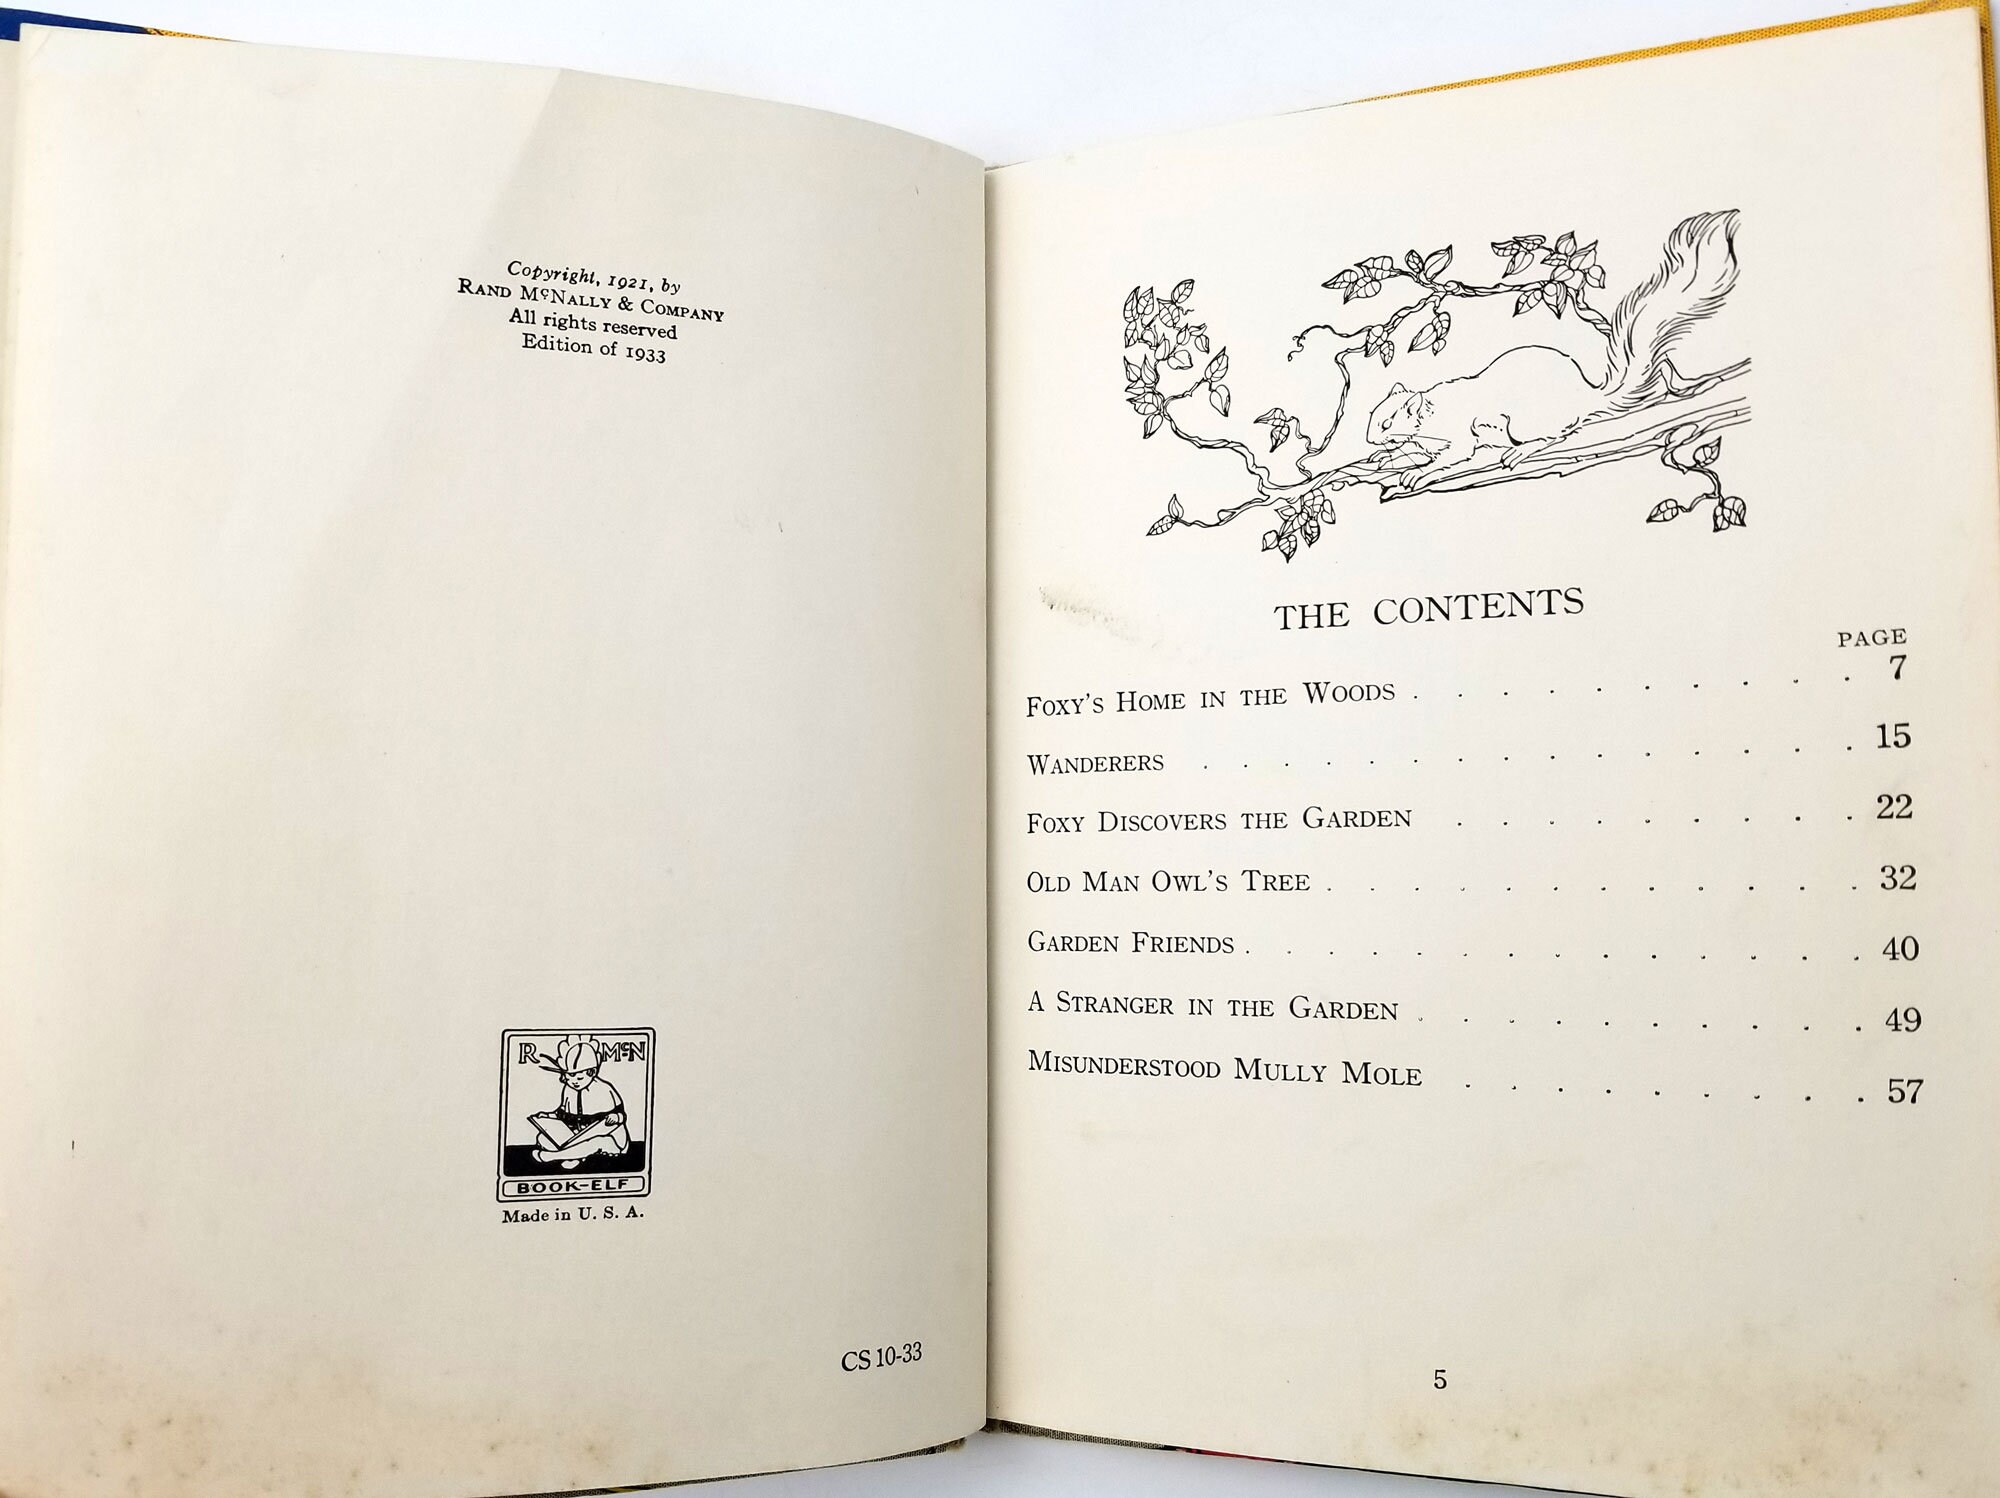 Copyright, 1921, by
RAND McNALLY & COMPANY
All rights reserved
Edition of 1933
R McN
BOOK-ELF
Made in U. S. A.
CS 10-33
THE CONTENTS
PAGE
FOXY'S HOME IN THE WOODS . . . . . . . . . . 7
WANDERERS . . . . . . . . . . . . . 15
FOXY DISCOVERS THE GARDEN . . . . . . . . . 22
OLD MAN OWL'S TREE . . . . . . . . . . . . 32
GARDEN FRIENDS . . . . . . . . . . . . . 40
A STRANGER IN THE GARDEN . . . . . . . . . . 49
MISUNDERSTOOD MULLY MOLE . . . . . . . . . 57
5